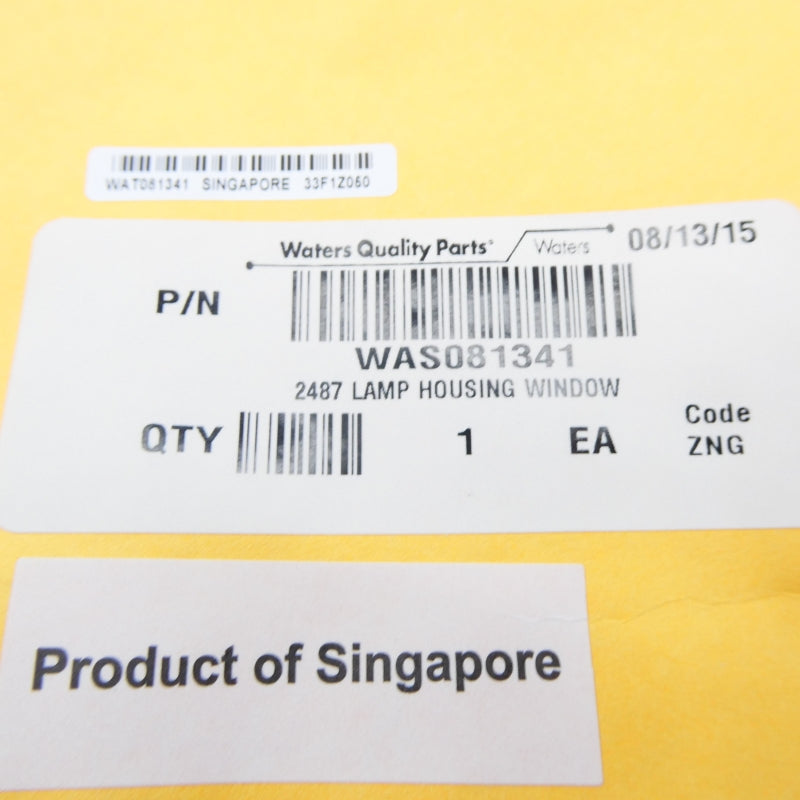 WAT081341 SINGAPORE 33F1Z060
Waters Quality Parts® Waters 08/13/15
P/N
WAS081341
2487 LAMP HOUSING WINDOW
QTY 1 EA
Code
ZNG
Product of Singapore